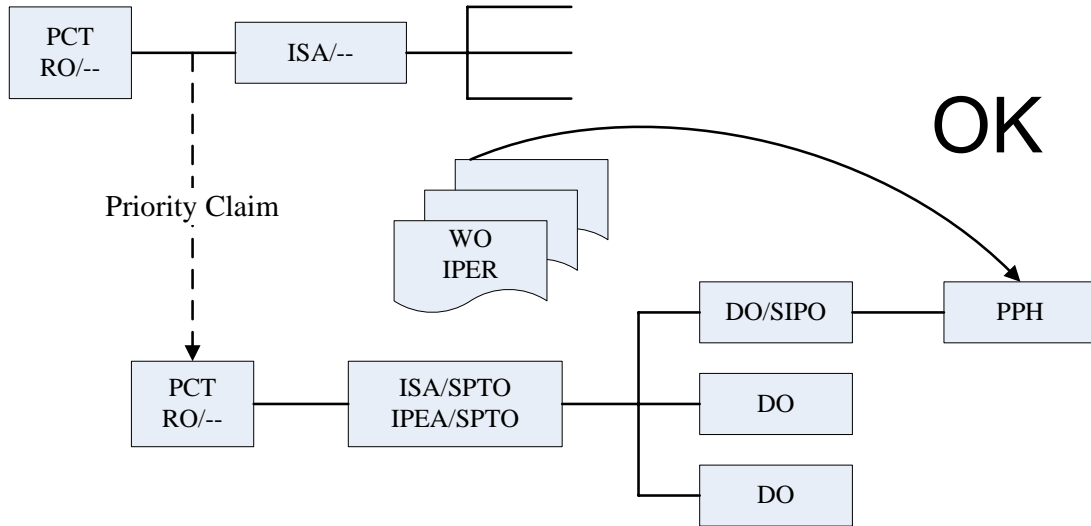 PCT
RO/--
ISA/--
OK
Priority Claim
WO
IPER
DO/SIPO
PPH
PCT
RO/--
ISA/SPTO
IPEA/SPTO
DO
DO